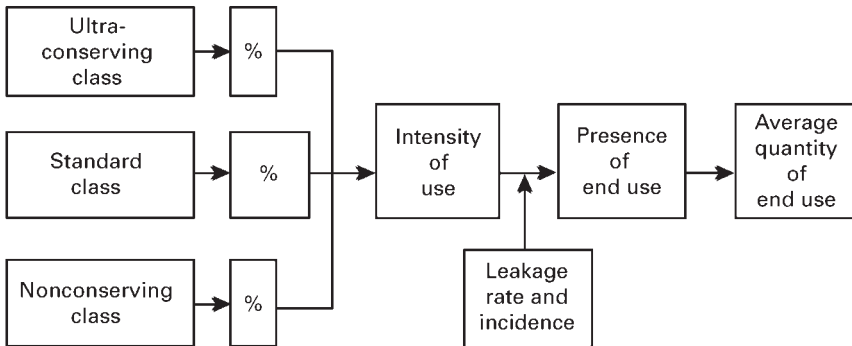 Ultra-
conserving
class
%
Standard
class
%
Nonconserving
class
%
Intensity
of
use
Leakage
rate and
incidence
Presence
of
end use
Average
quantity
of
end use